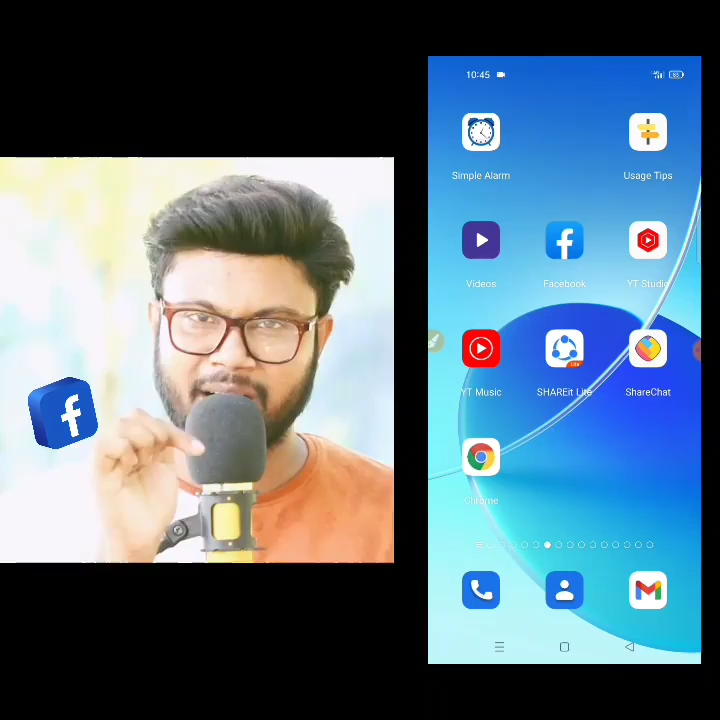 10:45
Simple Alarm
Usage Tips
Videos
Facebook
YT Studio
YT Music
SHAREit Lite
ShareChat
Chrome